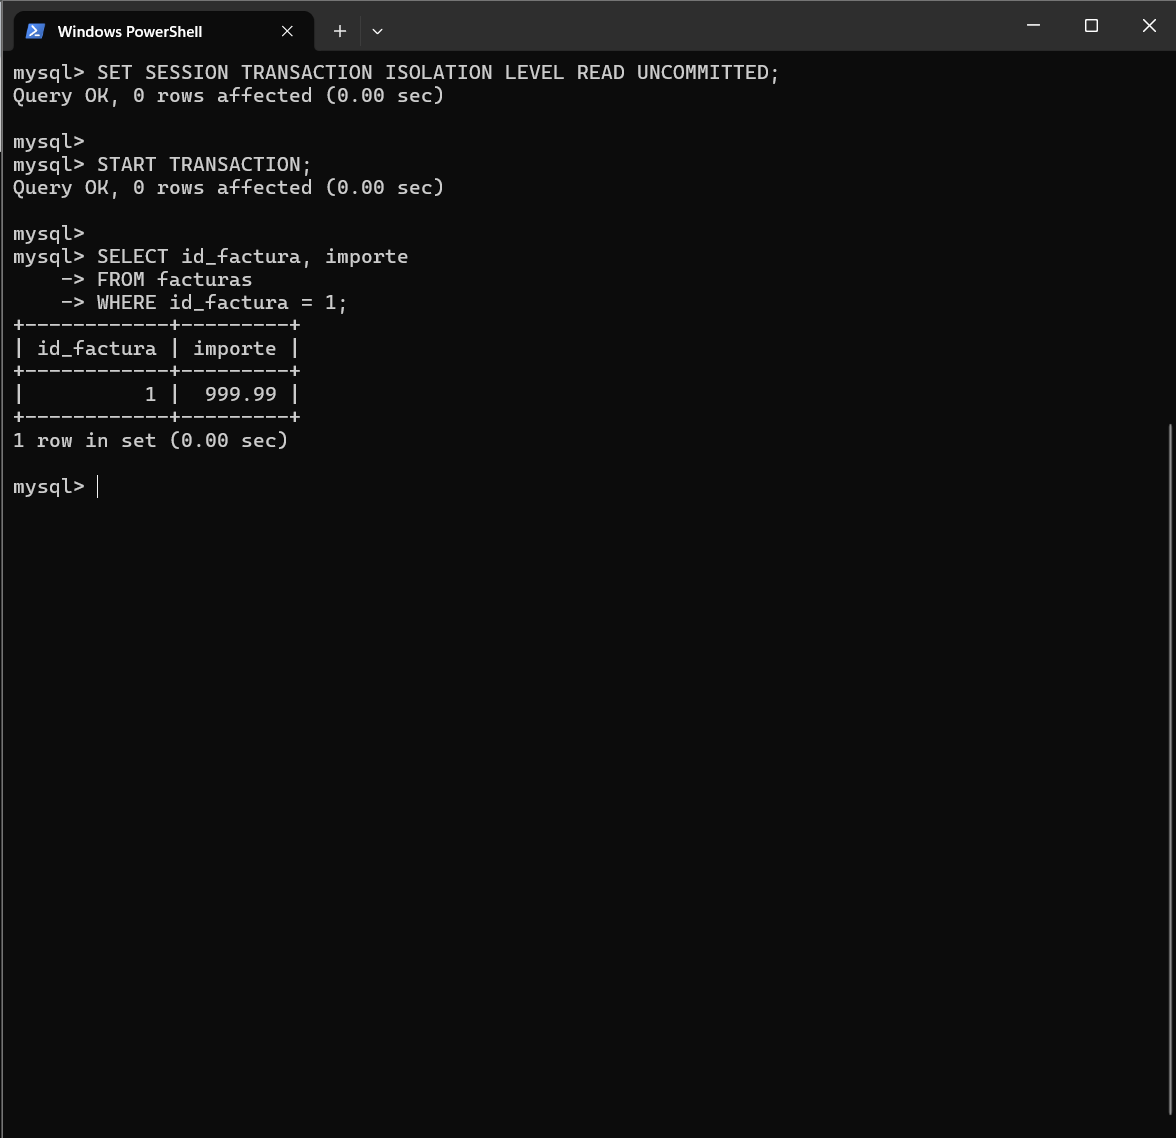 Windows PowerShell
mysql> SET SESSION TRANSACTION ISOLATION LEVEL READ UNCOMMITTED;
Query OK, 0 rows affected (0.00 sec)
mysql>
mysql> START TRANSACTION;
Query OK, 0 rows affected (0.00 sec)
mysql>
mysql> SELECT id_factura, importe
    -> FROM facturas
    -> WHERE id_factura = 1;
+------------+---------+
| id_factura | importe |
+------------+---------+
|          1 |  999.99 |
+------------+---------+
1 row in set (0.00 sec)
mysql>